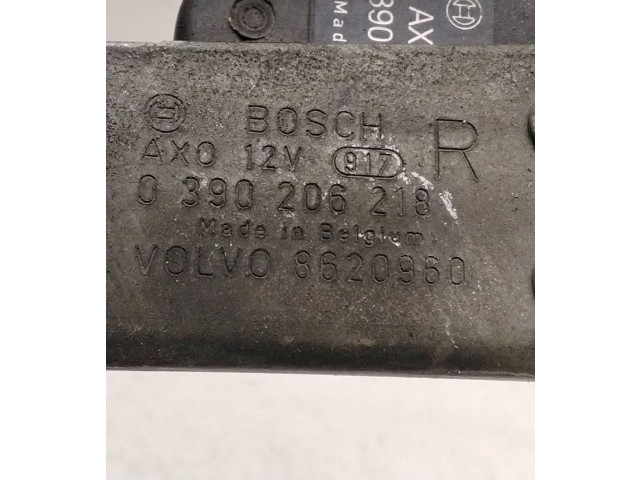 AX
390
Mad
BOSCH R
AXO 12V 917
0 390 206 218
Made in Belgium
VOLVO 8620960